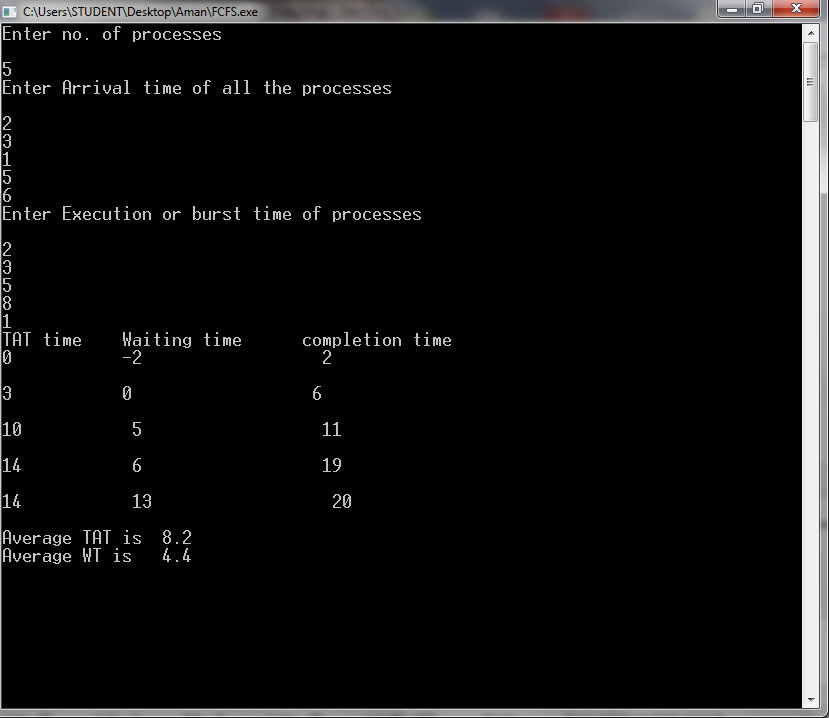 C:\Users\STUDENT\Desktop\Aman\FCFS.exe
Enter no. of processes
5
Enter Arrival time of all the processes
2
3
1
5
6
Enter Execution or burst time of processes
2
3
5
8
1
TAT time    Waiting time      completion time
0           -2                  2
3           0                  6
10           5                  11
14           6                  19
14           13                  20
Average TAT is  8.2
Average WT is   4.4